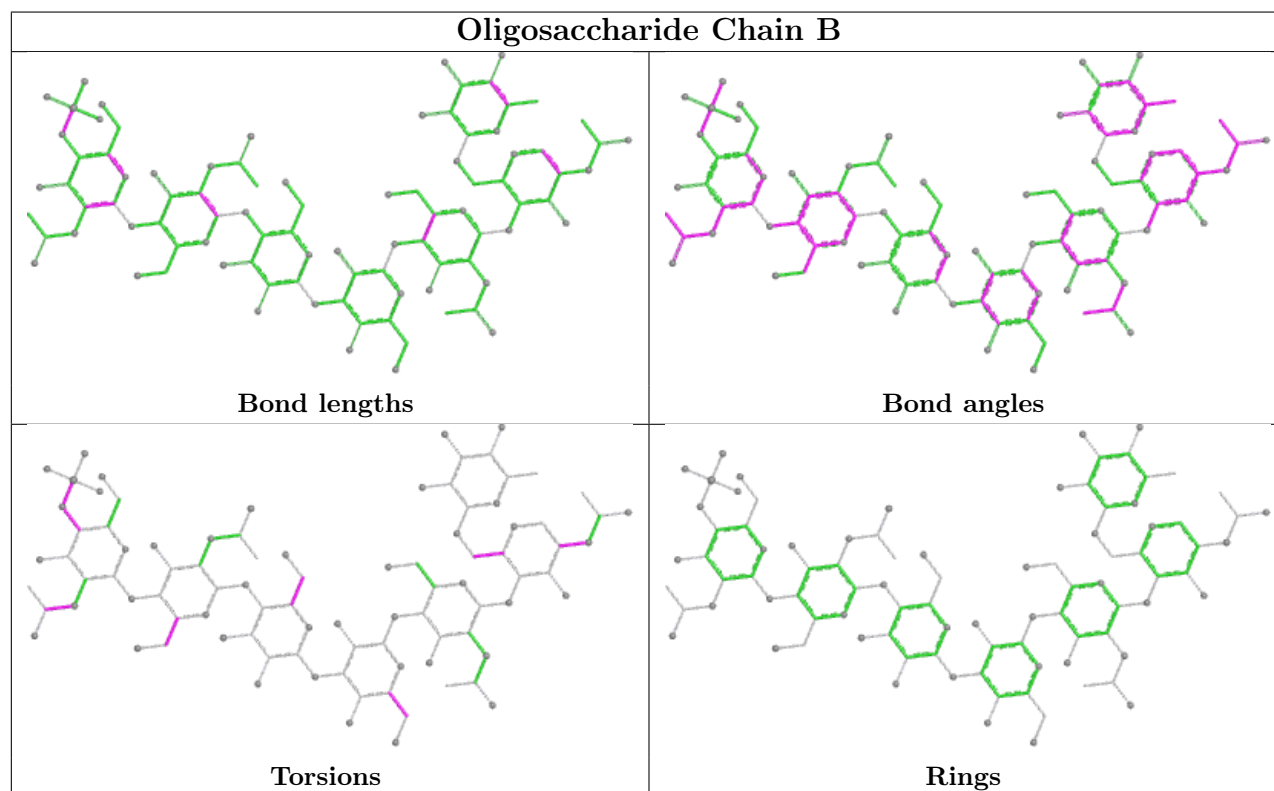 Oligosaccharide Chain B
Bond lengths
Bond angles
Torsions
Rings